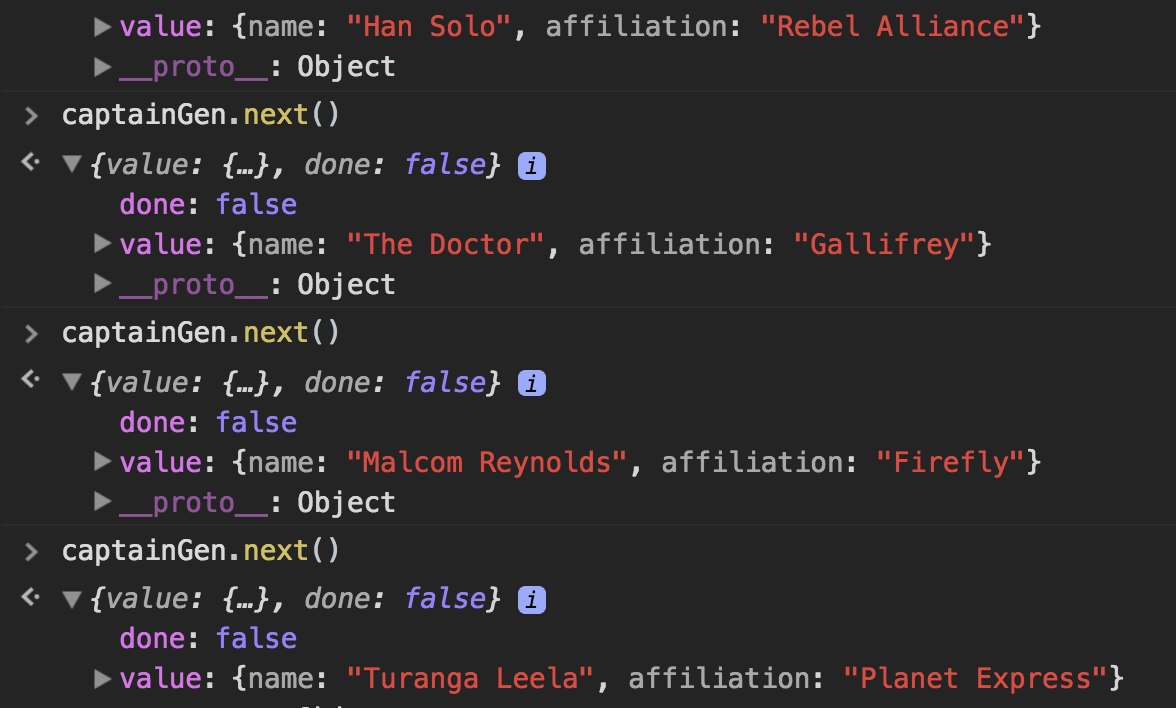 ▶value: {name: "Han Solo", affiliation: "Rebel Alliance"}
▶__proto__: Object
> captainGen.next()
<· ▼{value: {…}, done: false} i
done: false
▶value: {name: "The Doctor", affiliation: "Gallifrey"}
▶__proto__: Object
> captainGen.next()
<· ▼{value: {…}, done: false} i
done: false
▶value: {name: "Malcom Reynolds", affiliation: "Firefly"}
▶__proto__: Object
> captainGen.next()
<· ▼{value: {…}, done: false} i
done: false
▶value: {name: "Turanga Leela", affiliation: "Planet Express"}